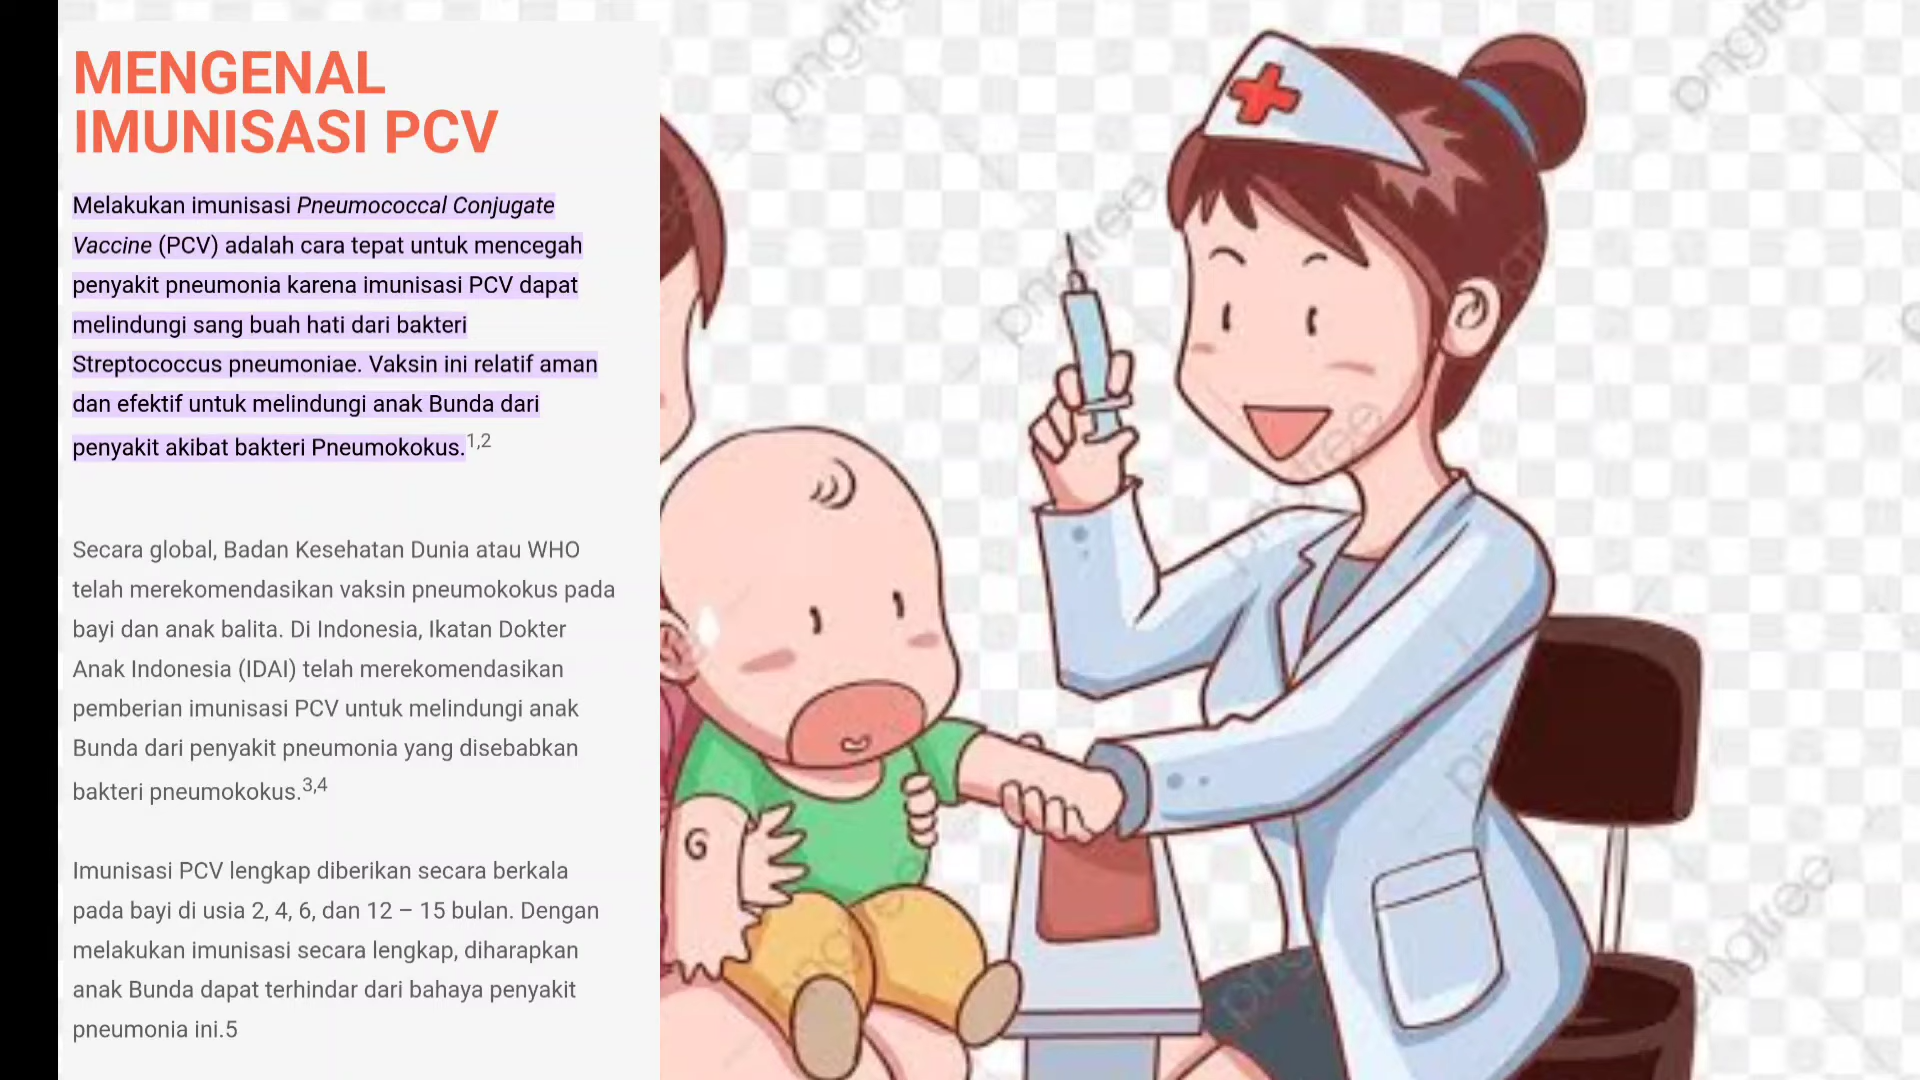 MENGENAL
IMUNISASI PCV
Melakukan imunisasi Pneumococcal Conjugate
Vaccine (PCV) adalah cara tepat untuk mencegah
penyakit pneumonia karena imunisasi PCV dapat
melindungi sang buah hati dari bakteri
Streptococcus pneumoniae. Vaksin ini relatif aman
dan efektif untuk melindungi anak Bunda dari
penyakit akibat bakteri Pneumokokus.1,2
Secara global, Badan Kesehatan Dunia atau WHO
telah merekomendasikan vaksin pneumokokus pada
bayi dan anak balita. Di Indonesia, Ikatan Dokter
Anak Indonesia (IDAI) telah merekomendasikan
pemberian imunisasi PCV untuk melindungi anak
Bunda dari penyakit pneumonia yang disebabkan
bakteri pneumokokus.3,4
Imunisasi PCV lengkap diberikan secara berkala
pada bayi di usia 2, 4, 6, dan 12 – 15 bulan. Dengan
melakukan imunisasi secara lengkap, diharapkan
anak Bunda dapat terhindar dari bahaya penyakit
pneumonia ini.5
pngtree
pngtree
pngtree
pngtree
pngtree